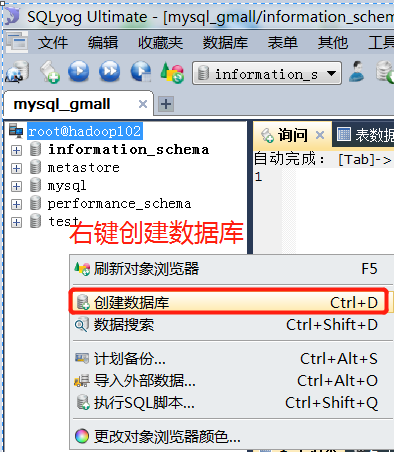 SQLyog Ultimate - [mysql_gmall/information_schem
文件 编辑 收藏夹 数据库 表单 其他 工具
information_s
mysql_gmall
root@hadoop102
information_schema
metastore
mysql
performance_schema
test
询问 表数据
自动完成: [Tab]->
1
右键创建数据库
刷新对象浏览器 F5
创建数据库 Ctrl+D
数据搜索 Ctrl+Shift+D
计划备份... Ctrl+Alt+S
导入外部数据... Ctrl+Alt+O
执行SQL脚本... Ctrl+Shift+Q
更改对象浏览器颜色...